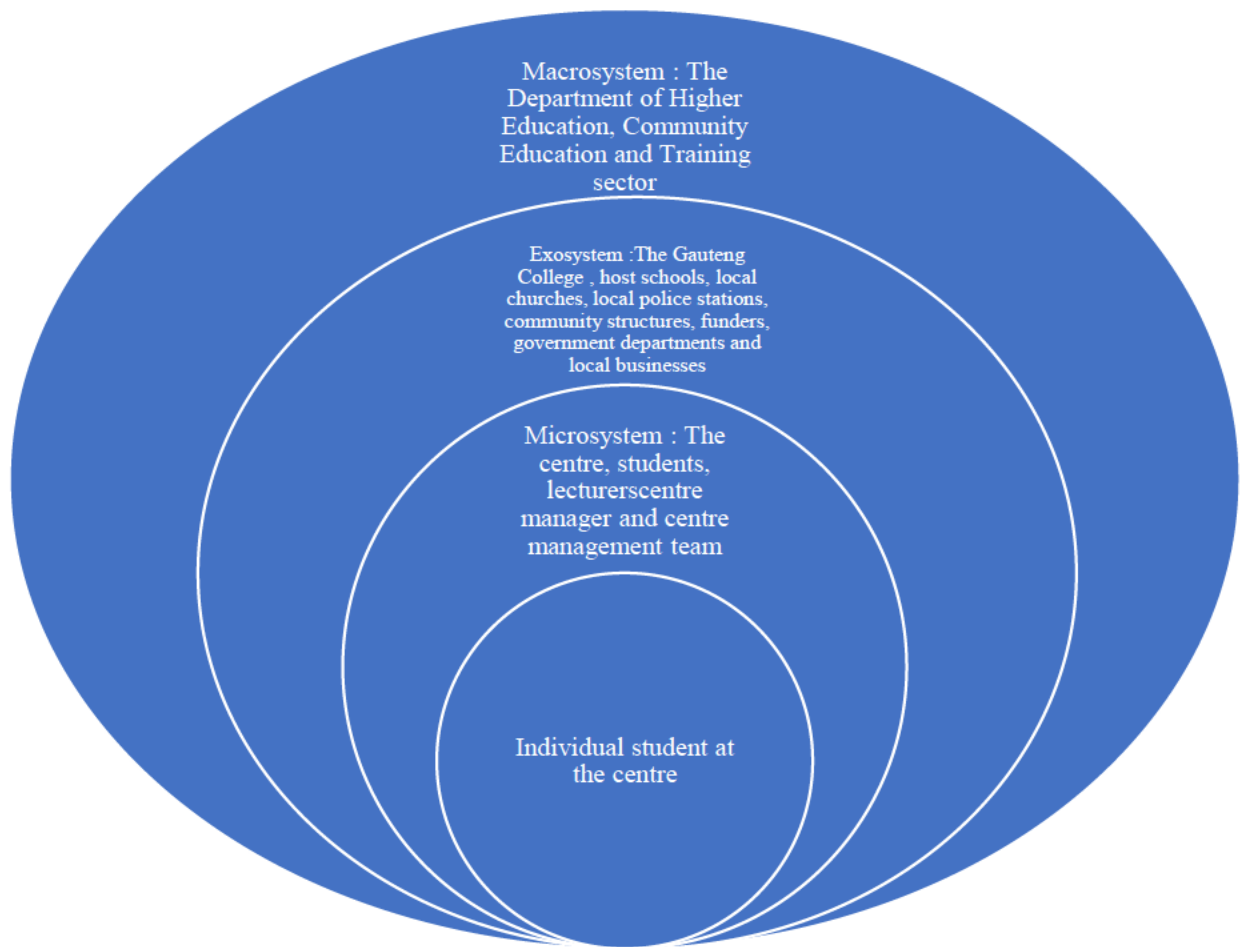 Macrosystem : The
Department of Higher
Education, Community
Education and Training
sector
Exosystem :The Gauteng
College , host schools, local
churches, local police stations,
community structures, funders,
government departments and
local businesses
Microsystem : The
centre, students,
lecturerscentre
manager and centre
management team
Individual student at
the centre